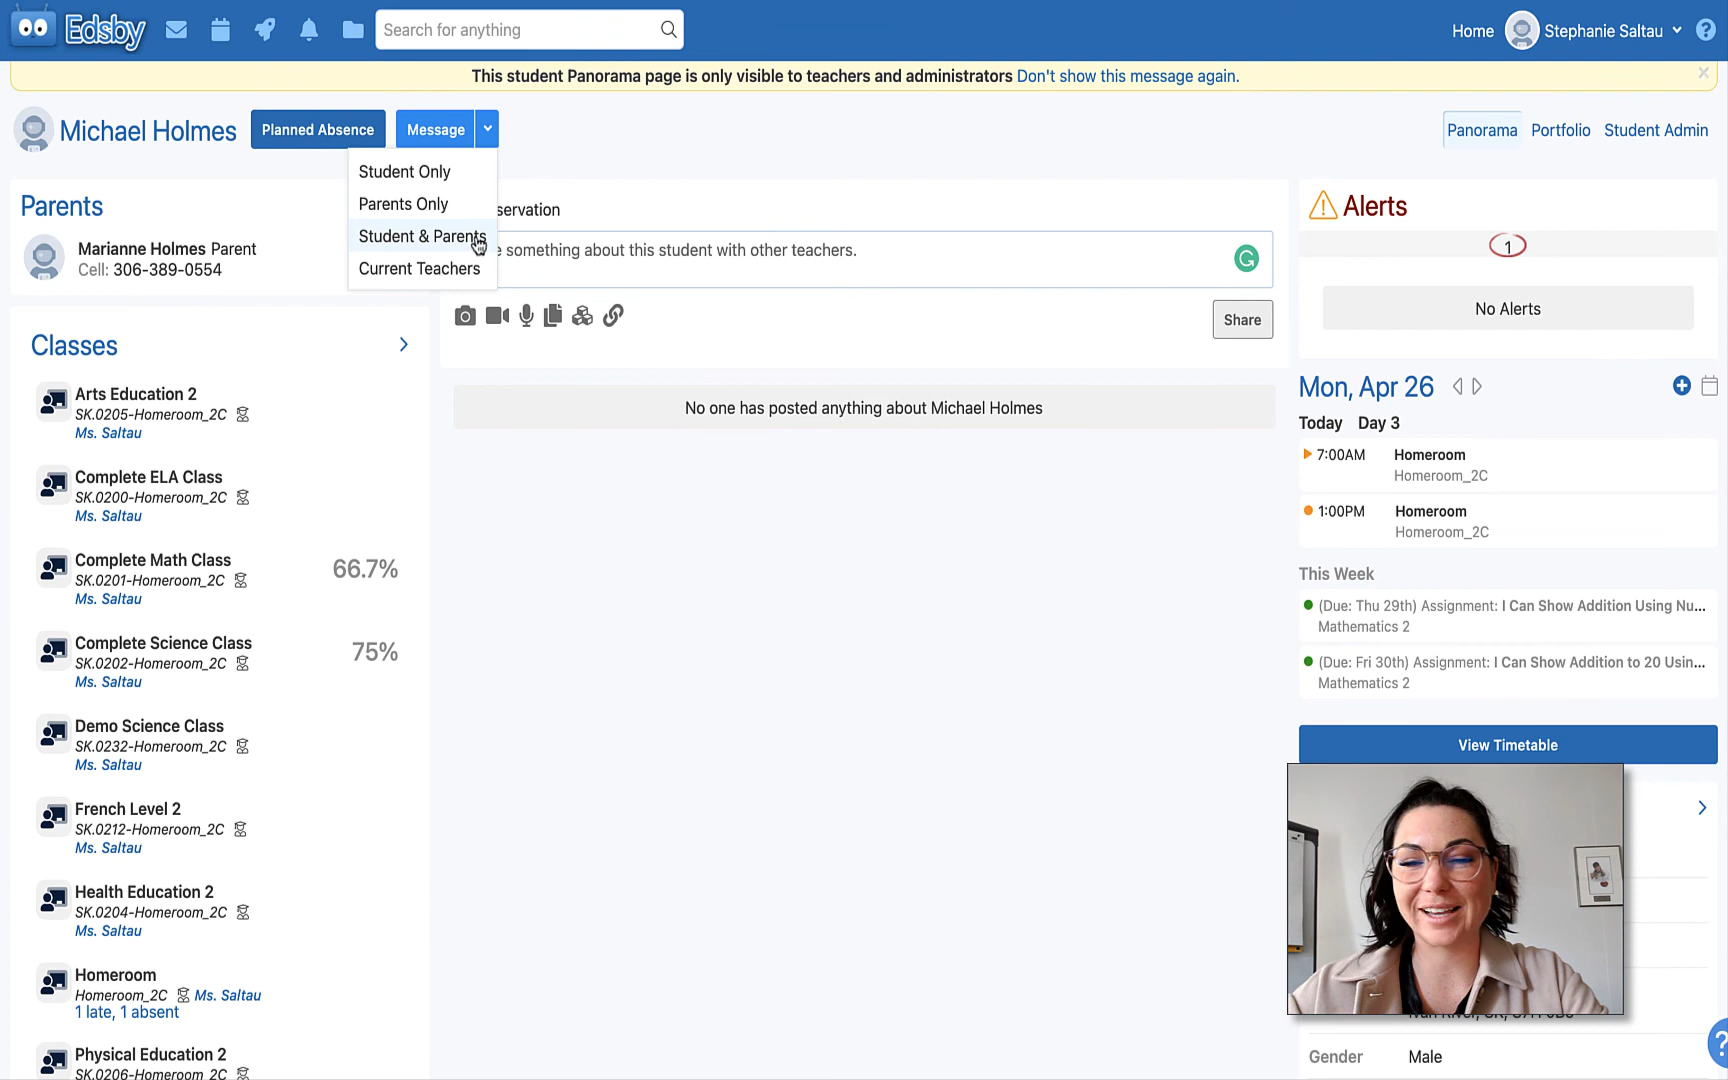 Edsby
Search for anything
Home
Stephanie Saltau
?
This student Panorama page is only visible to teachers and administrators Don't show this message again.
×
Michael Holmes
Planned Absence
Message
Panorama
Portfolio
Student Admin
Student Only
Parents Only
Student & Parents
Current Teachers
Parents
Marianne Holmes Parent
Cell: 306-389-0554
servation
e something about this student with other teachers.
G
Share
No one has posted anything about Michael Holmes
Classes
Arts Education 2
SK.0205-Homeroom_2C
Ms. Saltau
Complete ELA Class
SK.0200-Homeroom_2C
Ms. Saltau
Complete Math Class
66.7%
SK.0201-Homeroom_2C
Ms. Saltau
Complete Science Class
75%
SK.0202-Homeroom_2C
Ms. Saltau
Demo Science Class
SK.0232-Homeroom_2C
Ms. Saltau
French Level 2
SK.0212-Homeroom_2C
Ms. Saltau
Health Education 2
SK.0204-Homeroom_2C
Ms. Saltau
Homeroom
Homeroom_2C Ms. Saltau
1 late, 1 absent
Physical Education 2
SK.0206-Homeroom_2C
Alerts
1
No Alerts
Mon, Apr 26
Today Day 3
7:00AM Homeroom
Homeroom_2C
1:00PM Homeroom
Homeroom_2C
This Week
(Due: Thu 29th) Assignment: I Can Show Addition Using Nu...
Mathematics 2
(Due: Fri 30th) Assignment: I Can Show Addition to 20 Usin...
Mathematics 2
View Timetable
Gender Male
?